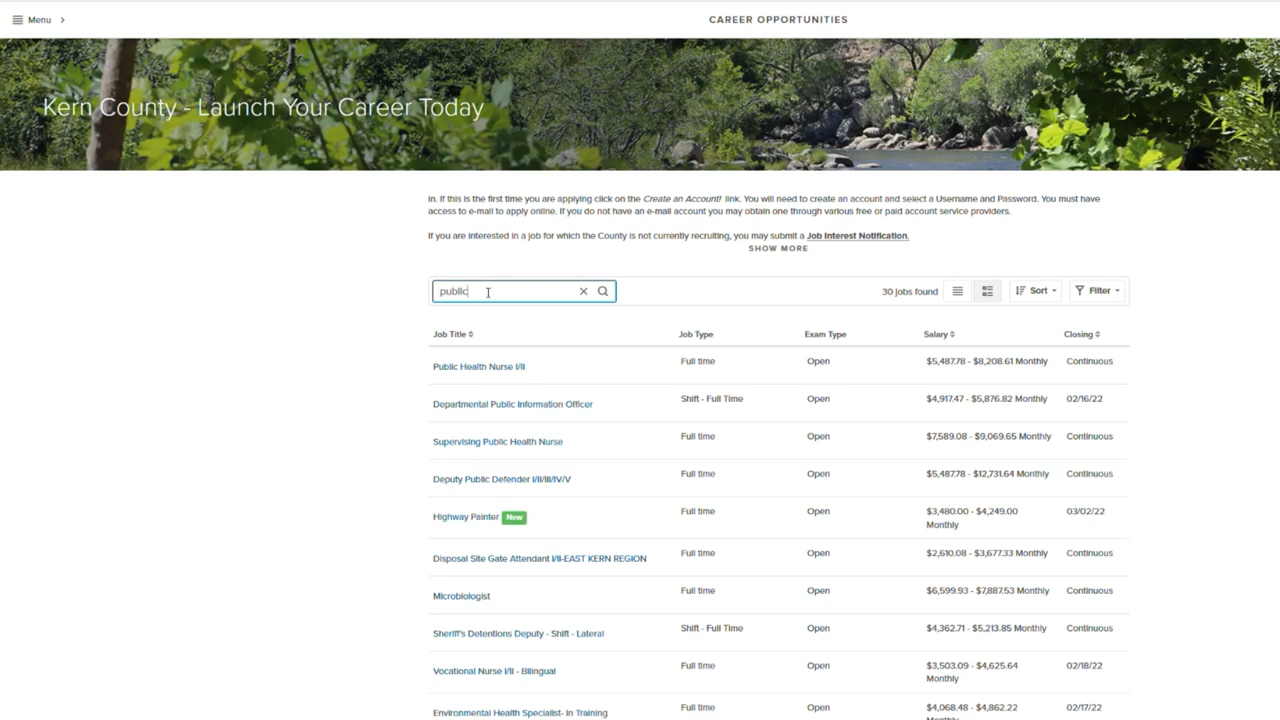 Menu
CAREER OPPORTUNITIES
Kern County - Launch Your Career Today
in. If this is the first time you are applying click on the Create an Account! link. You will need to create an account and select a Username and Password. You must have
access to e-mail to apply online. If you do not have an e-mail account you may obtain one through various free or paid account service providers.
If you are interested in a job for which the County is not currently recruiting, you may submit a Job Interest Notification.
SHOW MORE
public
30 jobs found Sort Filter
Job Title Job Type Exam Type Salary Closing
Public Health Nurse I/II Full time Open $5,487.78 - $8,208.61 Monthly Continuous
Departmental Public Information Officer Shift - Full Time Open $4,917.47 - $5,876.82 Monthly 02/16/22
Supervising Public Health Nurse Full time Open $7,589.08 - $9,069.65 Monthly Continuous
Deputy Public Defender I/II/III/IV/V Full time Open $5,487.78 - $12,731.64 Monthly Continuous
Highway Painter New Full time Open $3,480.00 - $4,249.00 03/02/22
Monthly
Disposal Site Gate Attendant I/II-EAST KERN REGION Full time Open $2,610.08 - $3,677.33 Monthly Continuous
Microbiologist Full time Open $6,599.93 - $7,887.53 Monthly Continuous
Sheriff's Detentions Deputy - Shift - Lateral Shift - Full Time Open $4,362.71 - $5,213.85 Monthly Continuous
Vocational Nurse I/II - Bilingual Full time Open $3,503.09 - $4,625.64 02/18/22
Monthly
Environmental Health Specialist- In Training Full time Open $4,068.48 - $4,862.22 02/17/22
Monthly